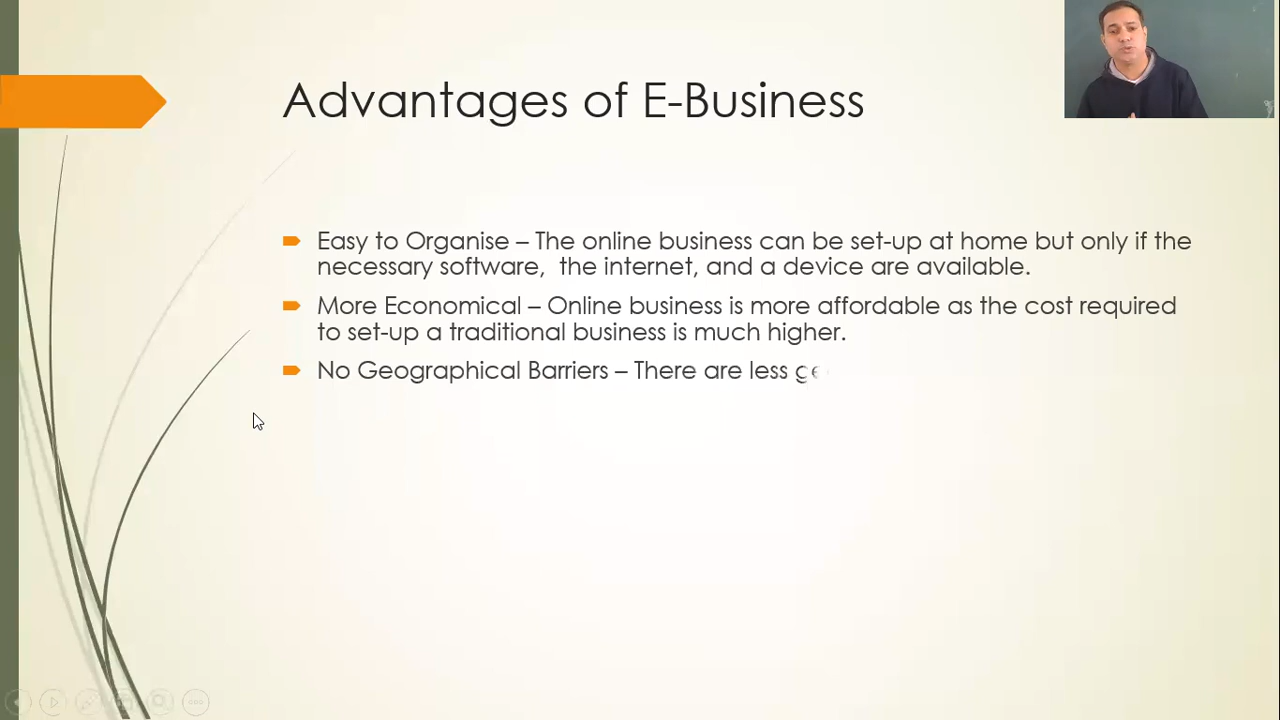 Advantages of E-Business
Easy to Organise – The online business can be set-up at home but only if the
necessary software,  the internet, and a device are available.
More Economical – Online business is more affordable as the cost required
to set-up a traditional business is much higher.
No Geographical Barriers – There are less